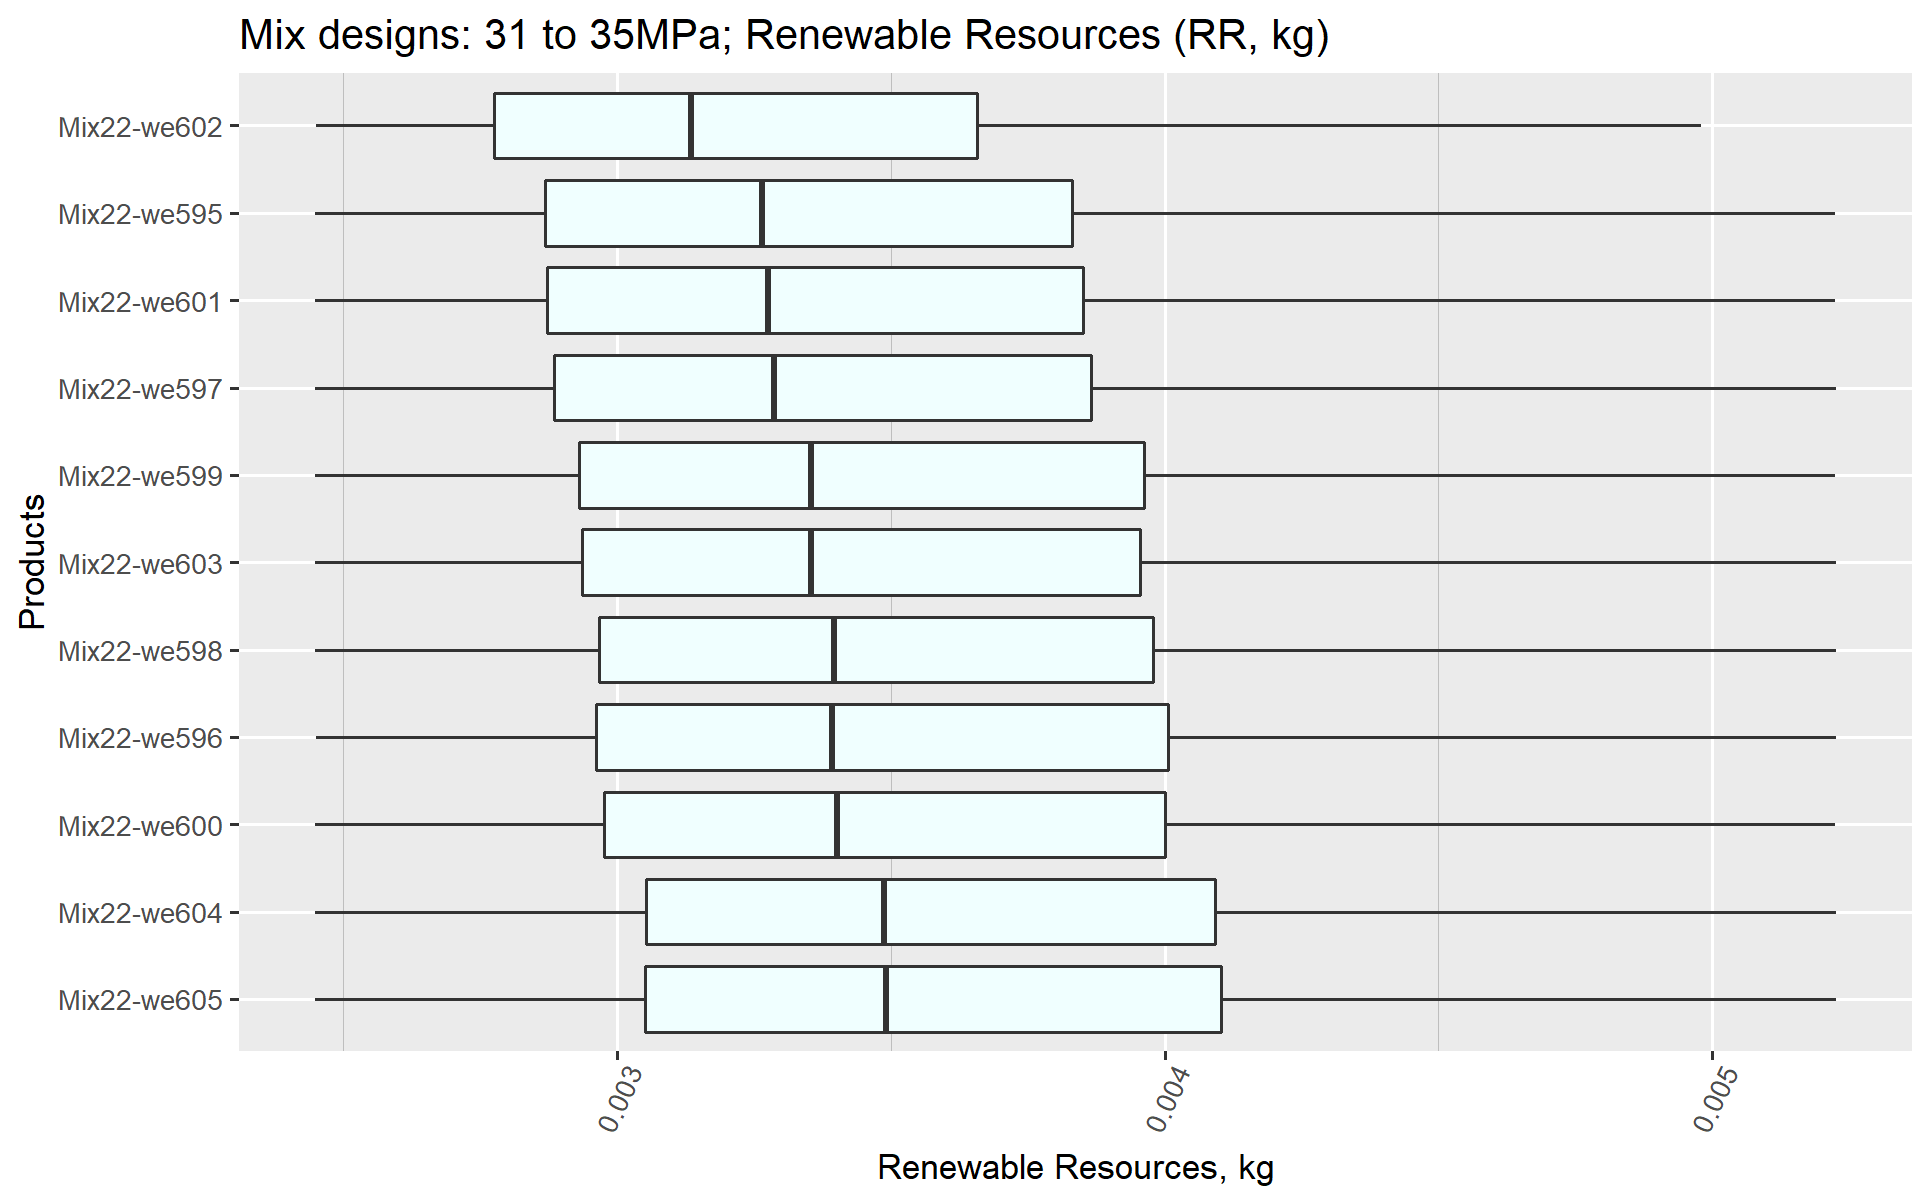 Mix designs: 31 to 35MPa; Renewable Resources (RR, kg)
Products
Mix22-we602
Mix22-we595
Mix22-we601
Mix22-we597
Mix22-we599
Mix22-we603
Mix22-we598
Mix22-we596
Mix22-we600
Mix22-we604
Mix22-we605
0.003
0.004
0.005
Renewable Resources, kg